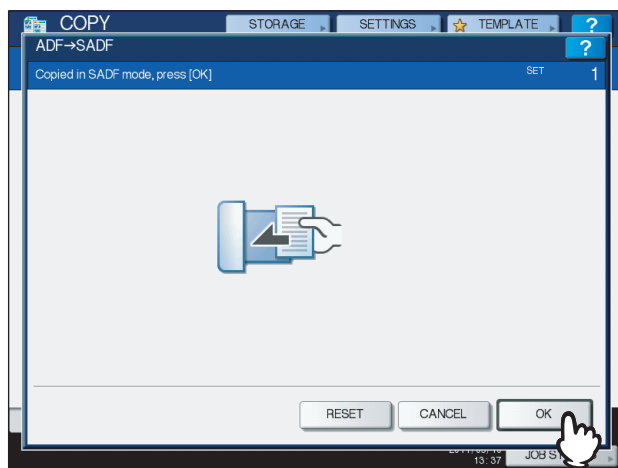 COPY STORAGE SETTINGS TEMPLATE ?
ADF→SADF ?
Copied in SADF mode, press [OK] SET 1
RESET CANCEL OK
13:37 JOB